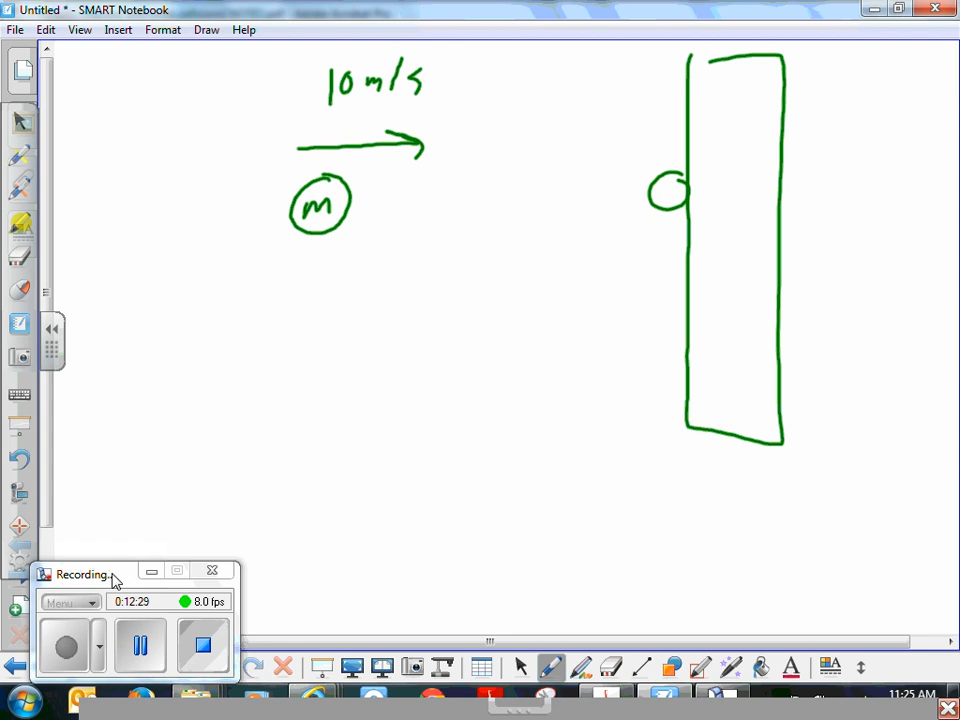 Untitled * - SMART Notebook
File Edit View Insert Format Draw Help
10 m/s
m
Recording...
Menu 0:12:29 8.0 fps
11:25 AM